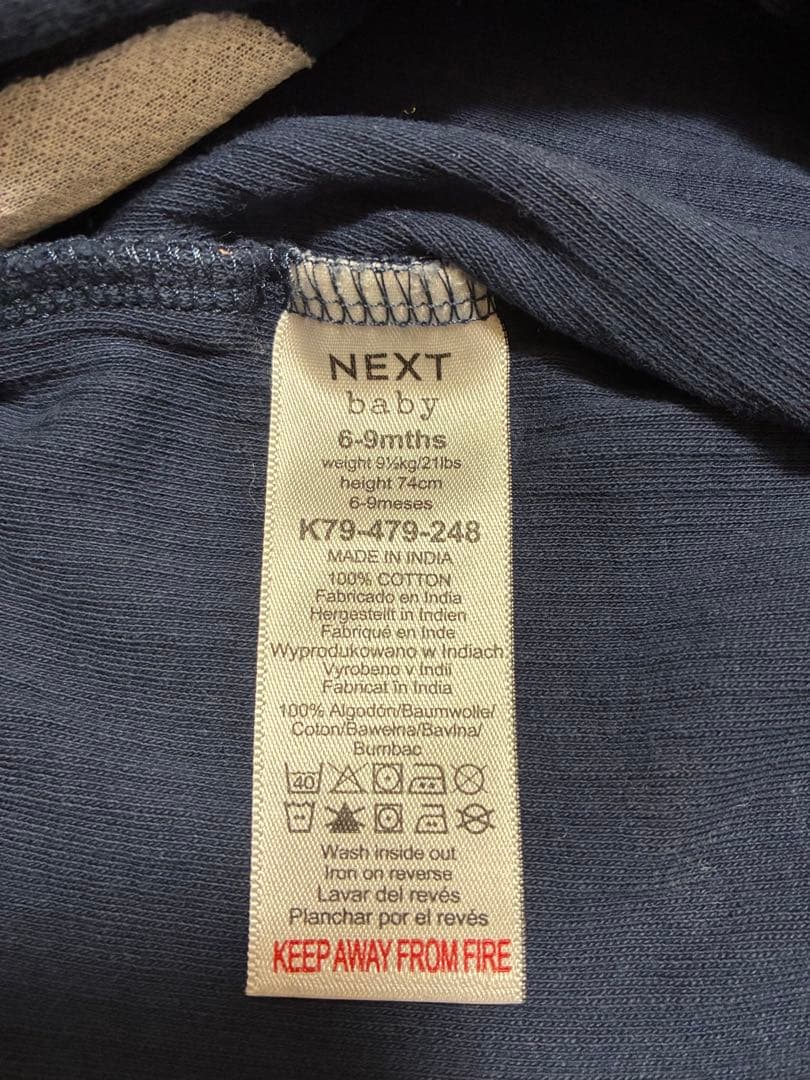 NEXT
baby
6-9mths
weight 9½kg/21lbs
height 74cm
6-9meses
K79-479-248
MADE IN INDIA
100% COTTON
Fabricado en India
Hergestellt in Indien
Fabriqué en Inde
Wyprodukowano w Indiach
Vyrobeno v Indii
Fabricat în India
100% Algodón/Baumwolle/
Coton/Bawełna/Bavlna/
Bumbac
40
Wash inside out
Iron on reverse
Lavar del revés
Planchar por el revés
KEEP AWAY FROM FIRE